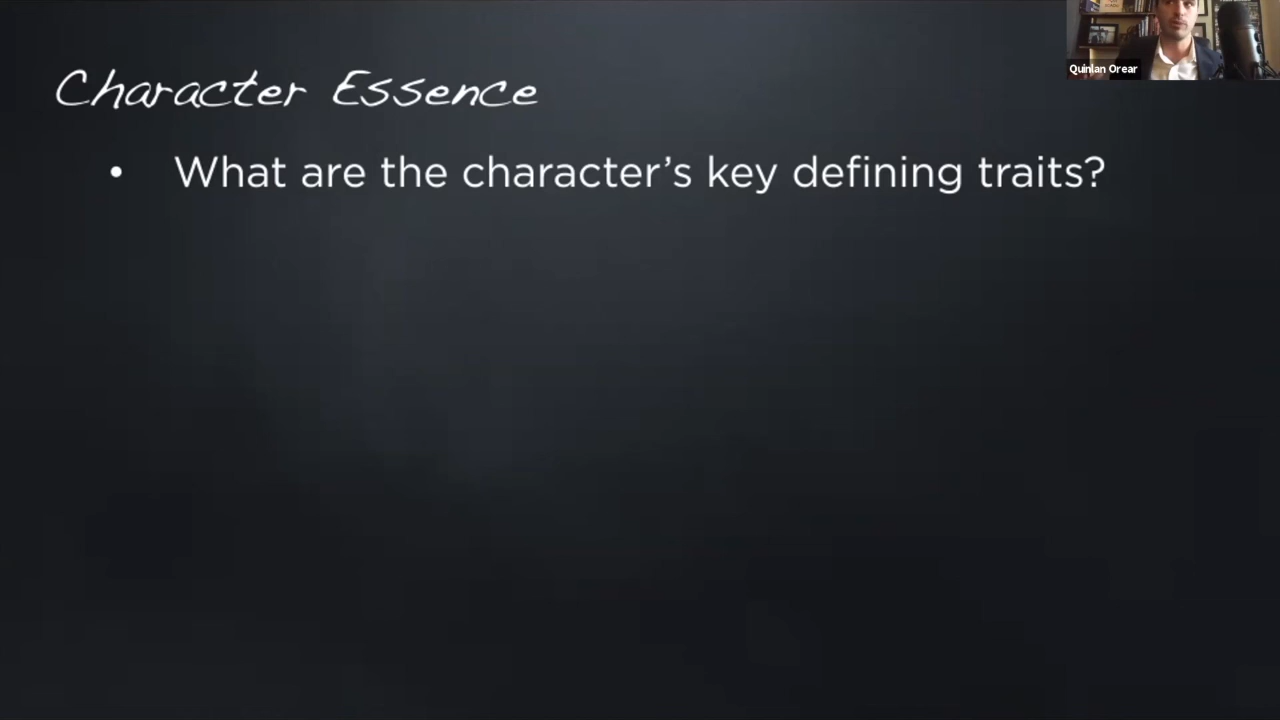 Quinlan Orear
Character Essence
• What are the character's key defining traits?